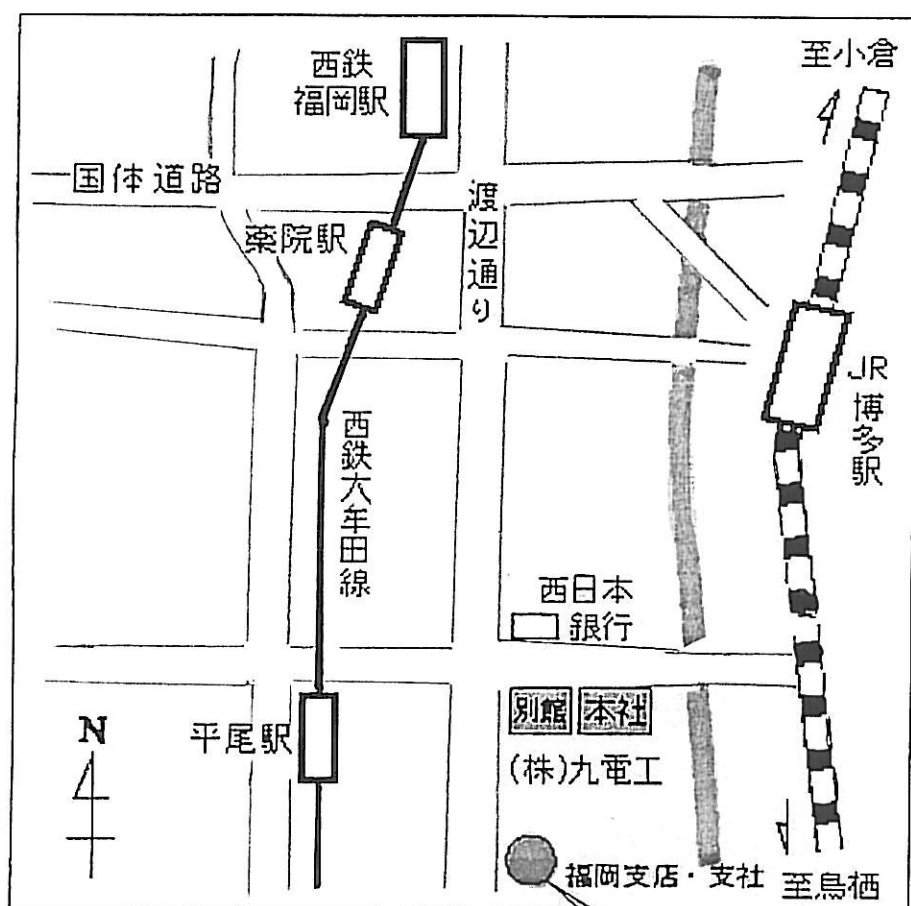 西鉄
福岡駅
至小倉
国体道路
渡辺通り
薬院駅
JR
博多駅
西鉄大牟田線
西日本
銀行
別館 本社
平尾駅
N
(株)九電工
福岡支店・支社
至鳥栖